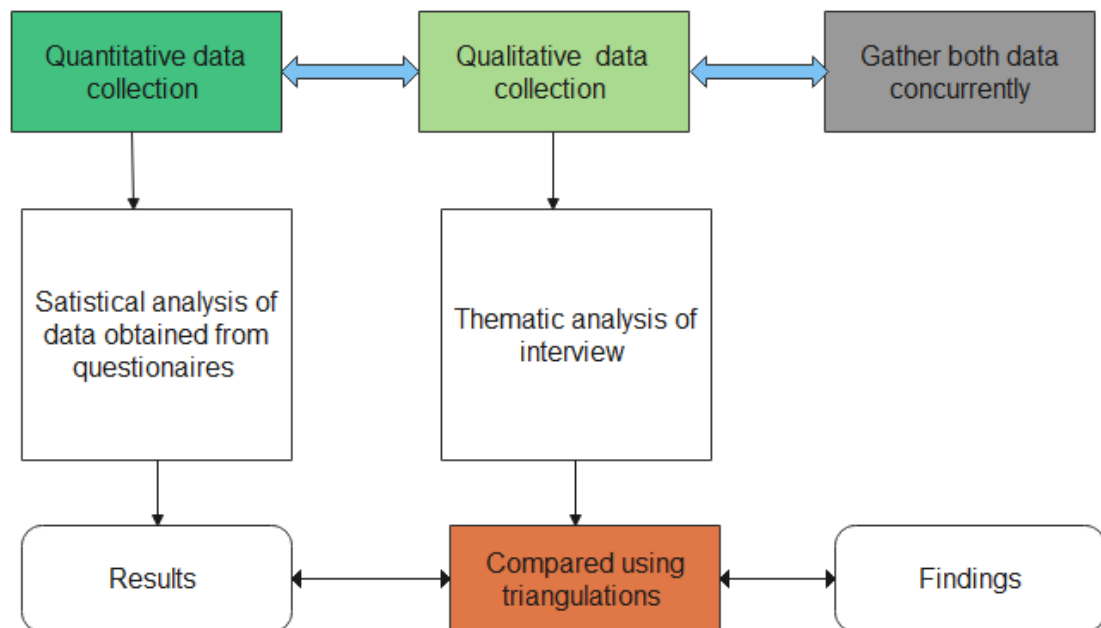 Quantitative data
collection
Qualitative data
collection
Gather both data
concurrently
Satistical analysis of
data obtained from
questionaires
Thematic analysis of
interview
Results
Compared using
triangulations
Findings